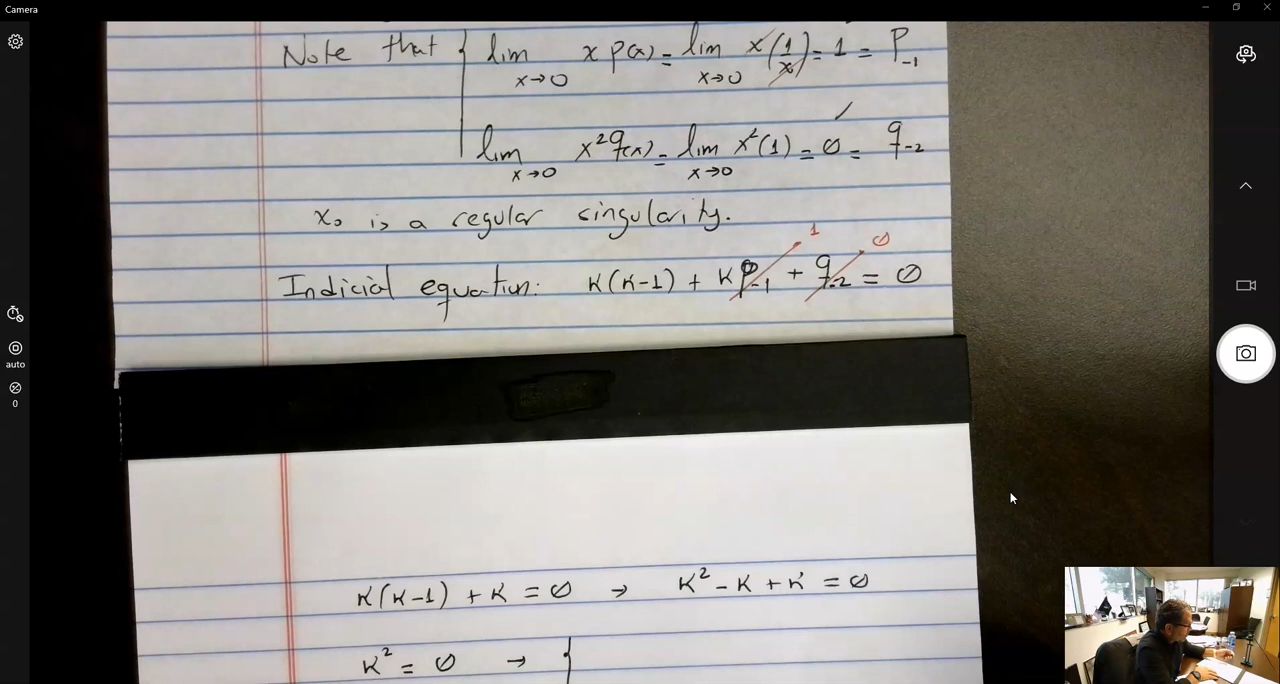 Camera
Note that { lim x→0 x p(x) = lim x→0 x(1/x) = 1 = P₋₁
lim x→0 x²q(x) = lim x→0 x²(1) = 0 = q₋₂
x₀ is a regular singularity.
1 0
Indicial equation: K(K-1) + K P₋₁ + q₋₂ = 0
auto
0
K(K-1) + K = 0 → K² - K + K = 0
K² = 0 → {